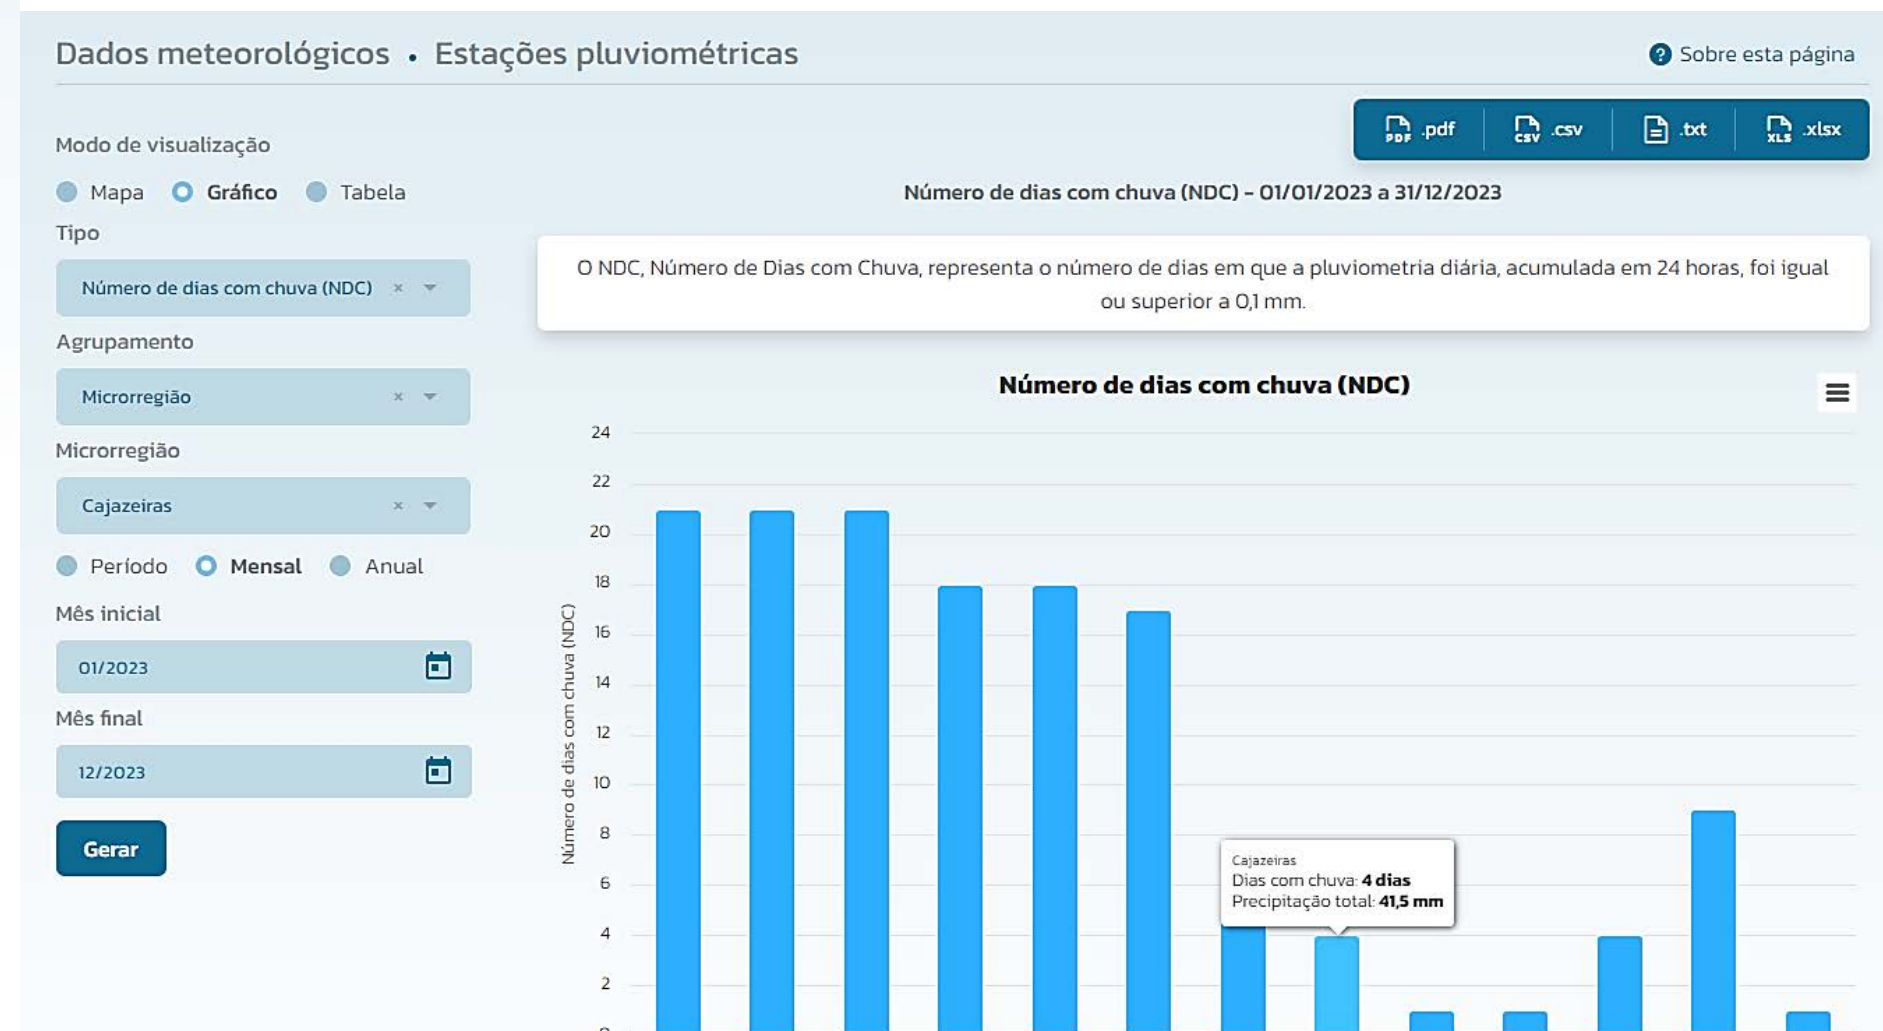 Dados meteorológicos • Estações pluviométricas
Sobre esta página
PDF .pdf
CSV .csv
.txt
XLS .xlsx
Modo de visualização
Mapa
Gráfico
Tabela
Tipo
Número de dias com chuva (NDC)
Agrupamento
Microrregião
Microrregião
Cajazeiras
Período
Mensal
Anual
Mês inicial
01/2023
Mês final
12/2023
Gerar
Número de dias com chuva (NDC) - 01/01/2023 a 31/12/2023
O NDC, Número de Dias com Chuva, representa o número de dias em que a pluviometria diária, acumulada em 24 horas, foi igual
ou superior a 0,1 mm.
Número de dias com chuva (NDC)
Número de dias com chuva (NDC)
24
22
20
18
16
14
12
10
8
6
4
2
Cajazeiras
Dias com chuva: 4 dias
Precipitação total: 41,5 mm